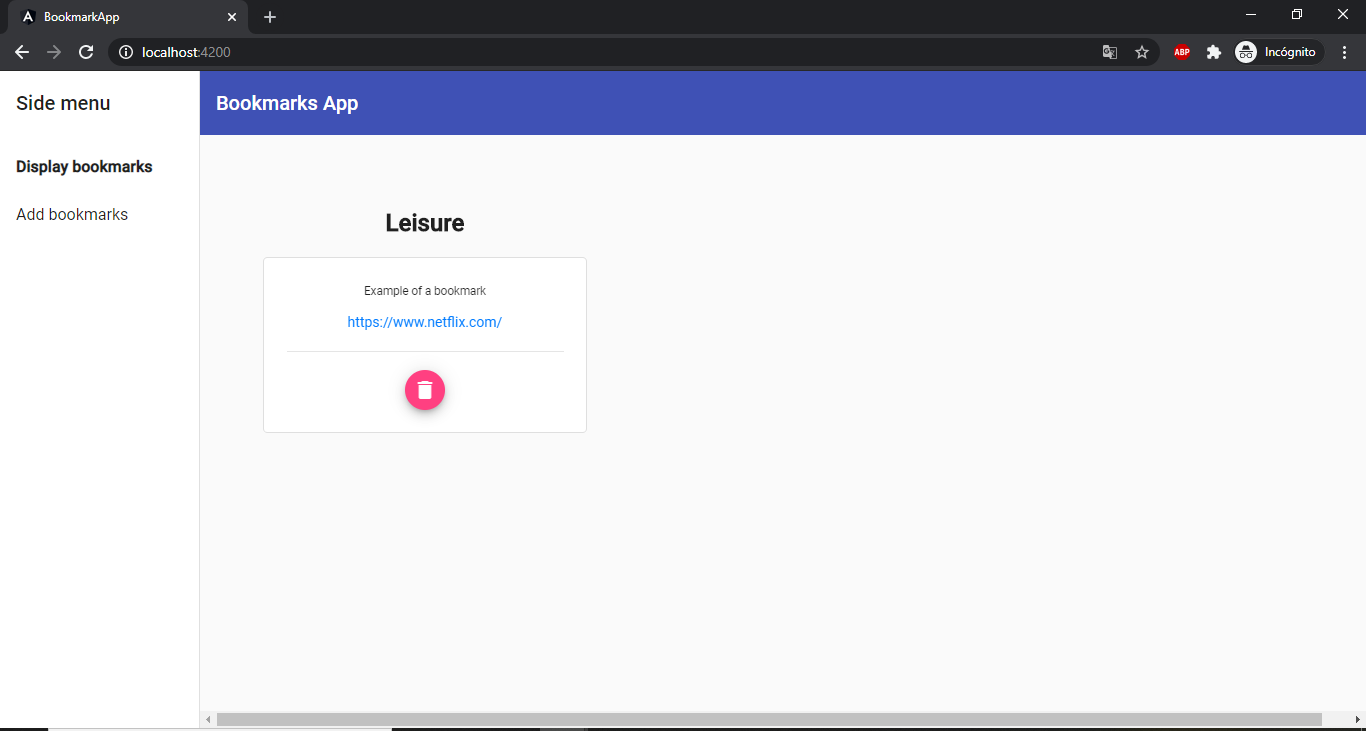 BookmarkApp
localhost:4200
ABP
Incógnito
Side menu
Bookmarks App
Display bookmarks
Add bookmarks
Leisure
Example of a bookmark
https://www.netflix.com/